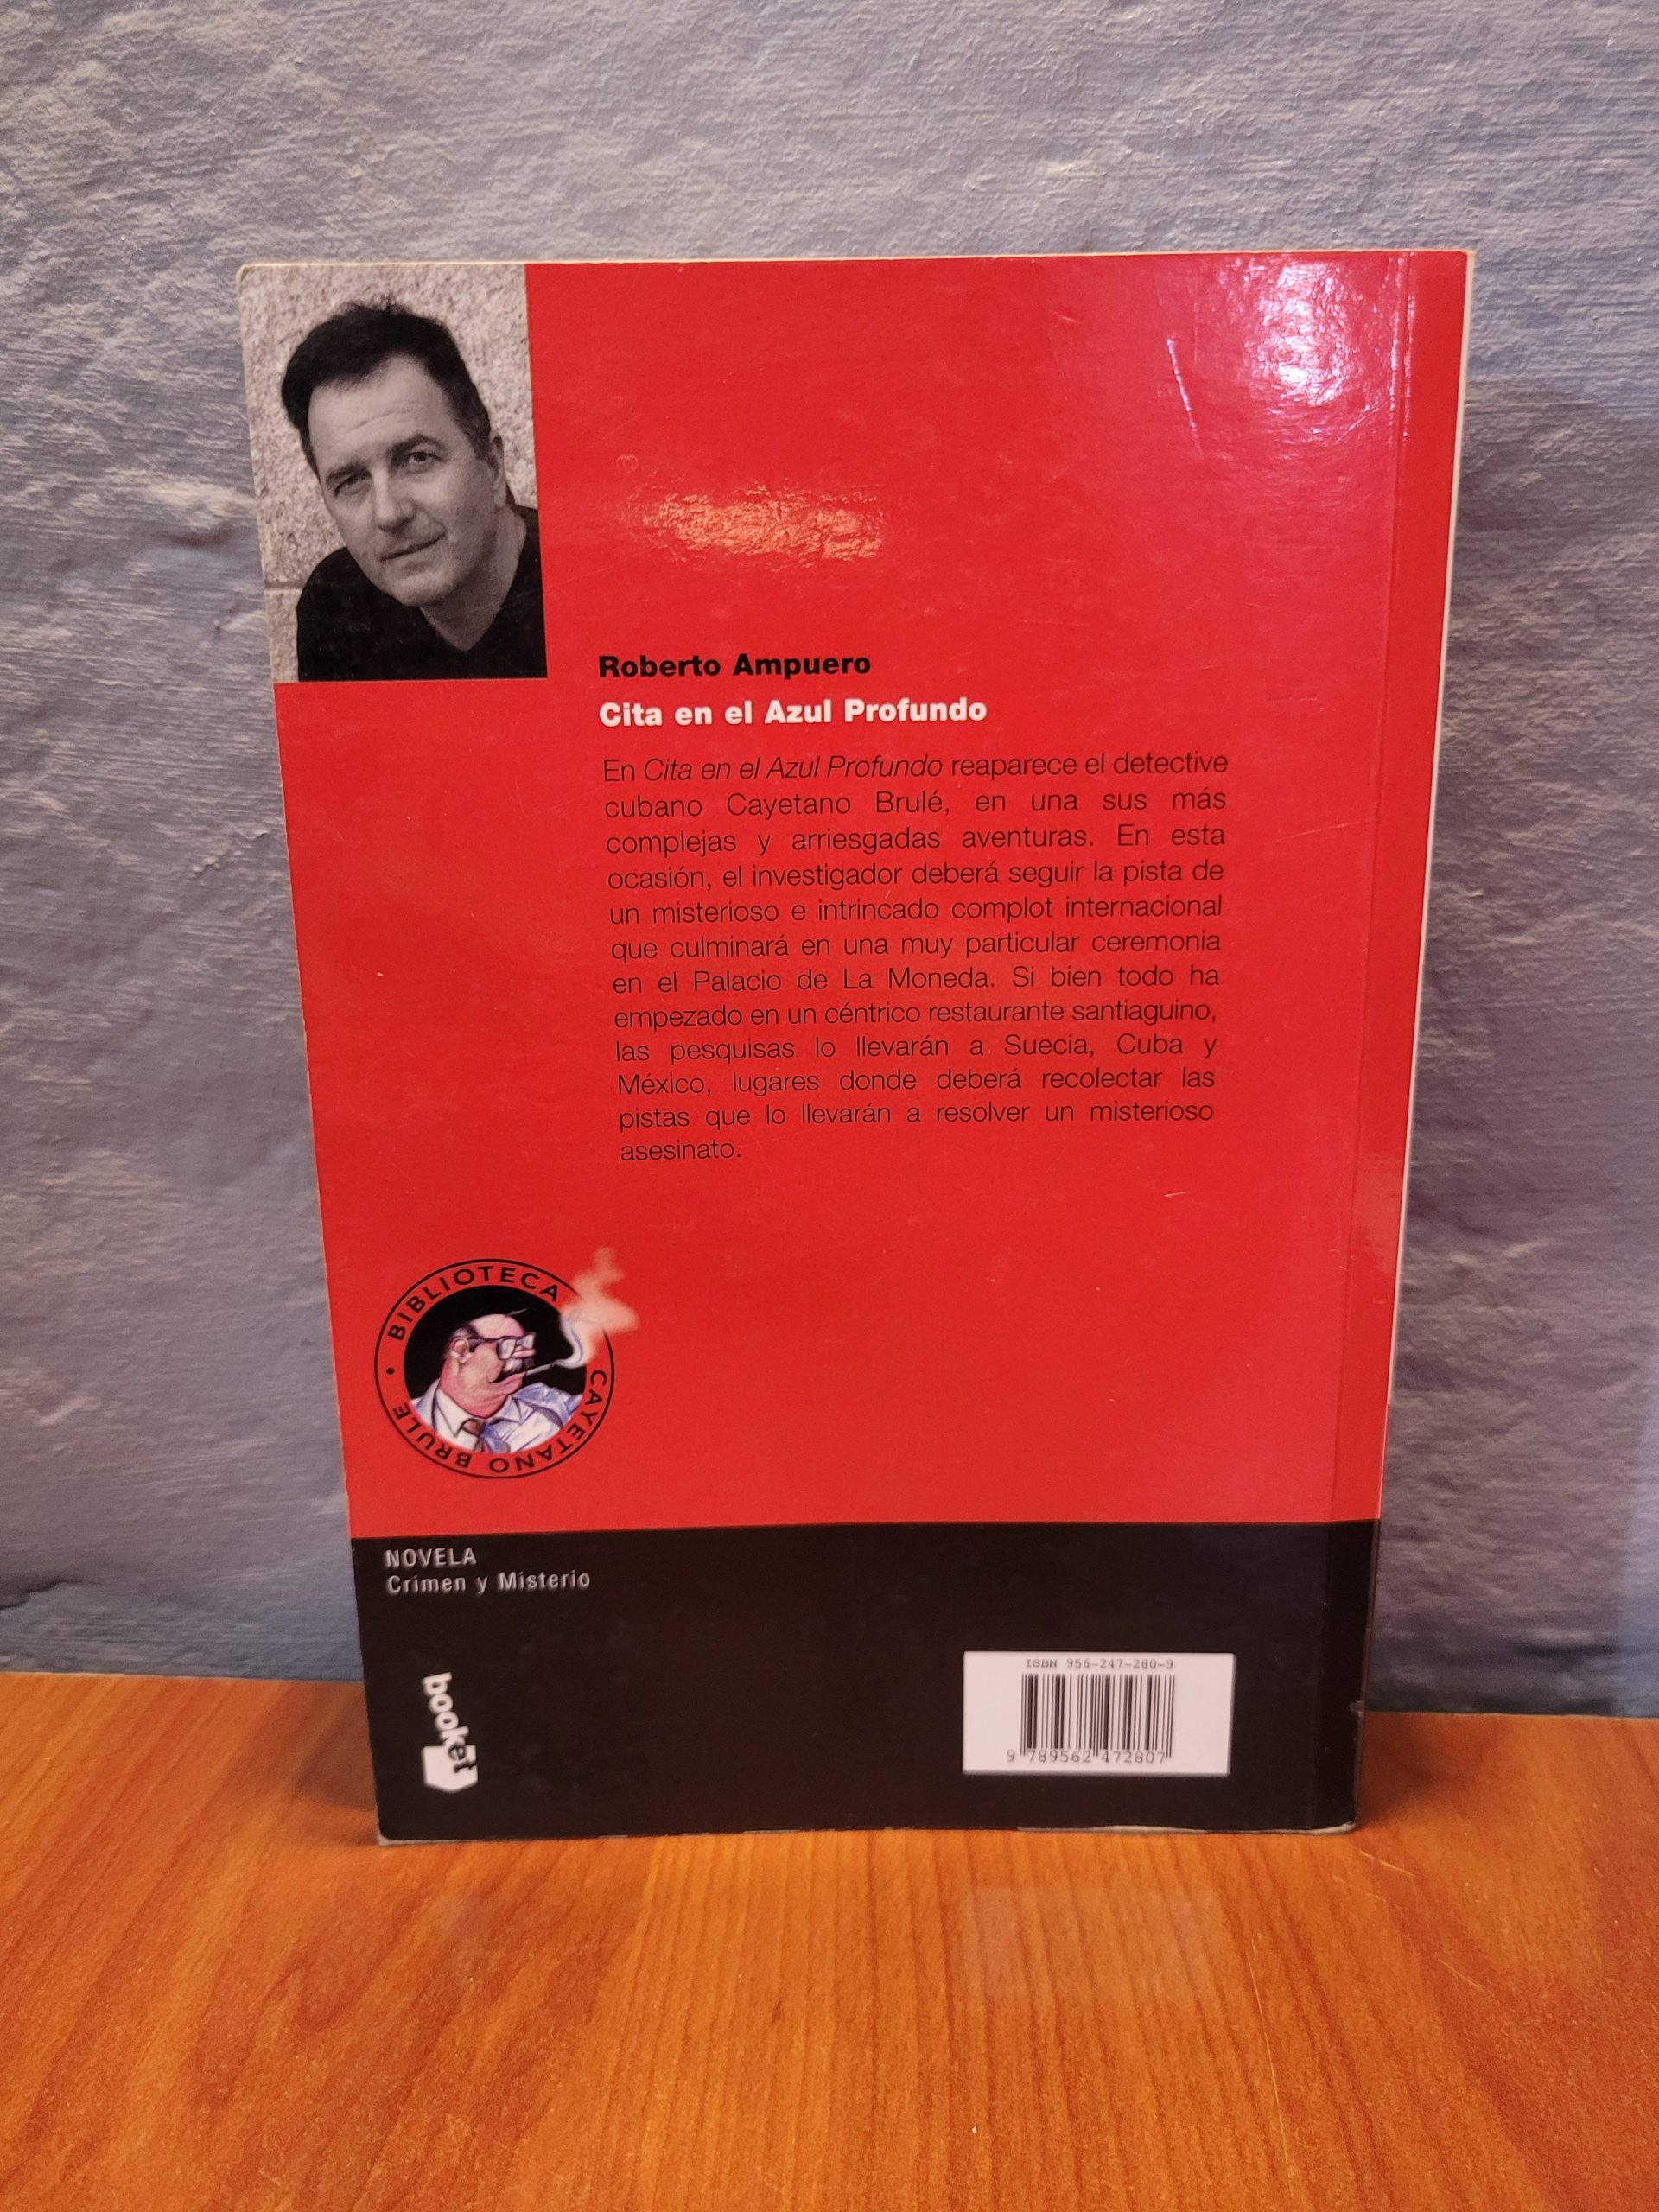 Roberto Ampuero
Cita en el Azul Profundo
En Cita en el Azul Profundo reaparece el detective
cubano Cayetano Brulé, en una sus más
complejas y arriesgadas aventuras. En esta
ocasión, el investigador deberá seguir la pista de
un misterioso e intrincado complot internacional
que culminará en una muy particular ceremonia
en el Palacio de La Moneda. Si bien todo ha
empezado en un céntrico restaurante santiaguino,
las pesquisas lo llevarán a Suecia, Cuba y
México, lugares donde deberá recolectar las
pistas que lo llevarán a resolver un misterioso
asesinato.
BIBLIOTECA
CAYETANO BRULE
NOVELA
Crimen y Misterio
booket
ISBN 956-247-280-9
9 789562 472807